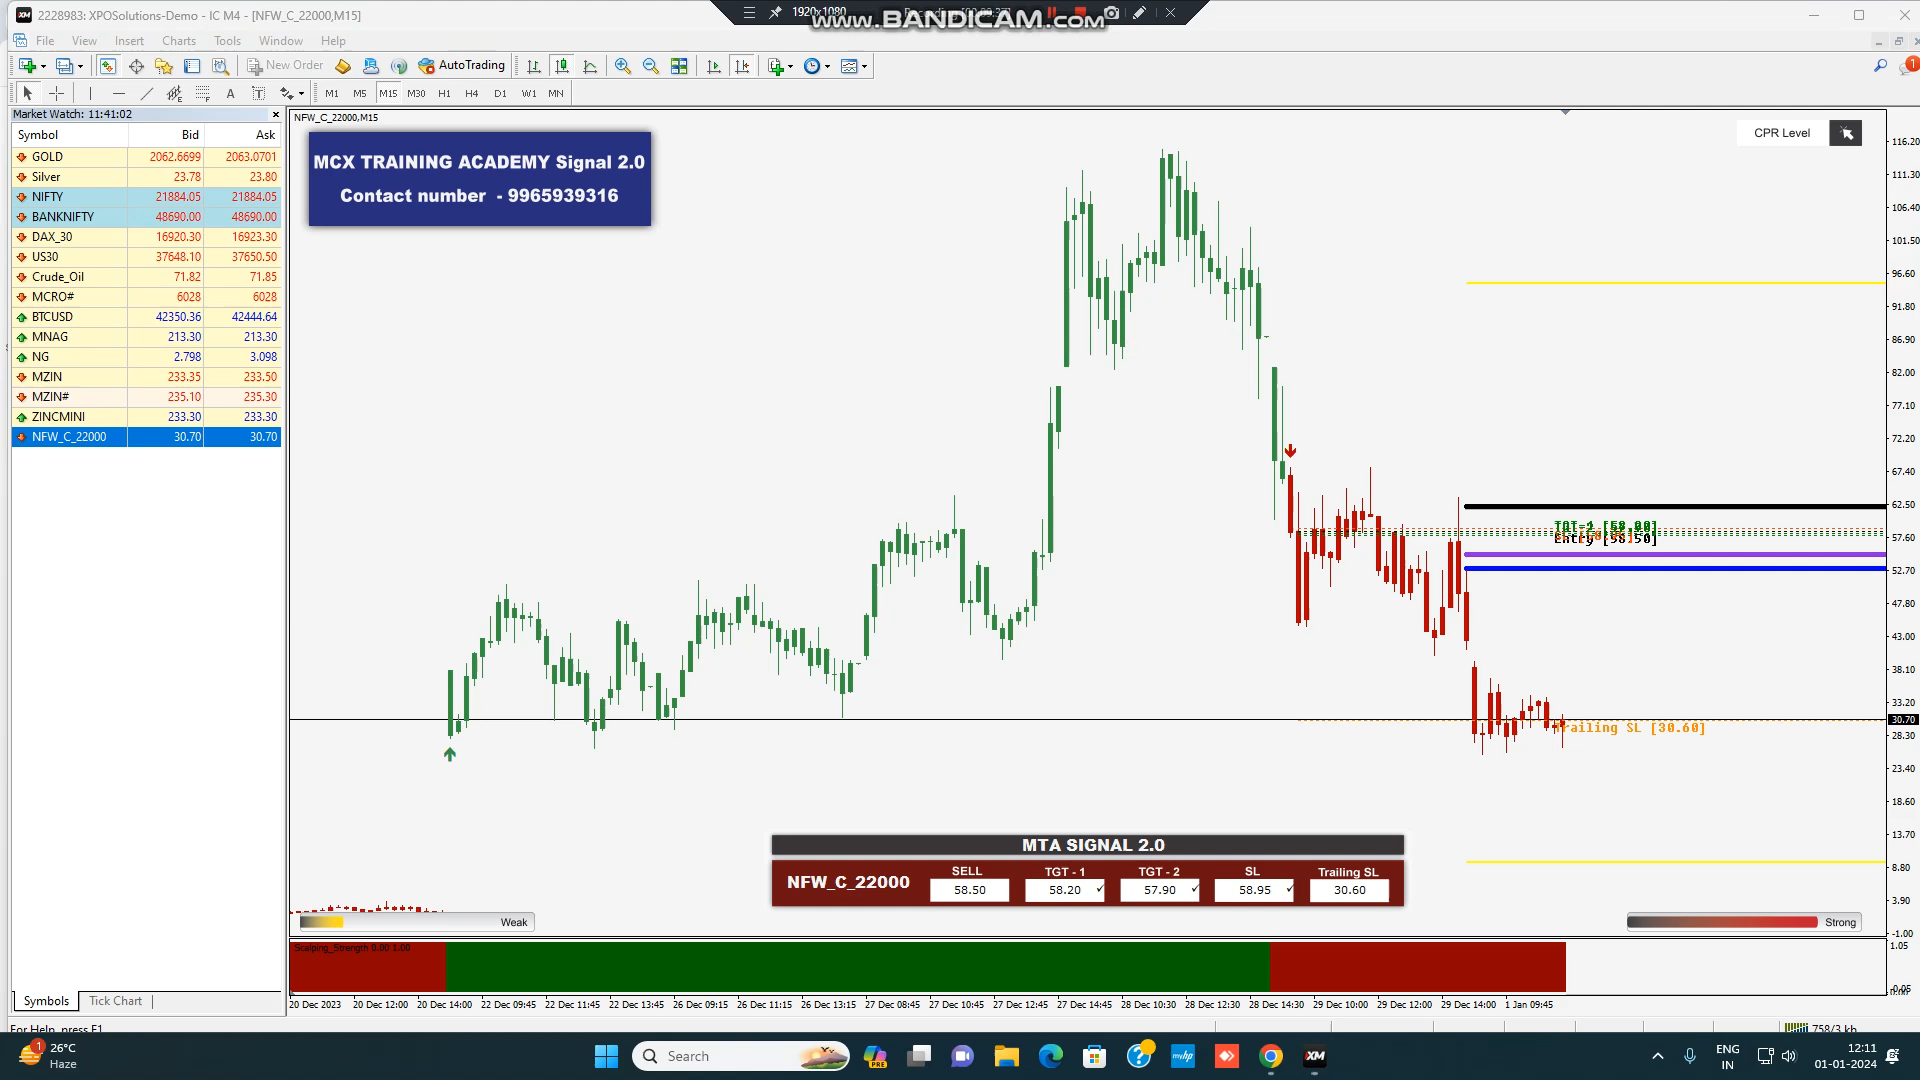 2228983: XPOSolutions-Demo - IC M4 - [NFW_C_22000,M15]
1920x1080
www.BANDICAM.com
File View Insert Charts Tools Window Help
New Order AutoTrading
M1 M5 M15 M30 H1 H4 D1 W1 MN
Market Watch: 11:41:02
Symbol Bid Ask
GOLD 2062.6699 2063.0701
Silver 23.78 23.80
NIFTY 21884.05 21884.05
BANKNIFTY 48690.00 48690.00
DAX_30 16920.30 16923.30
US30 37648.10 37650.50
Crude_Oil 71.82 71.85
MCRO# 6028 6028
BTCUSD 42350.36 42444.64
MNAG 213.30 213.30
NG 2.798 3.098
MZIN 233.35 233.50
MZIN# 235.10 235.30
ZINCMINI 233.30 233.30
NFW_C_22000 30.70 30.70
Symbols Tick Chart
NFW_C_22000,M15
MCX TRAINING ACADEMY Signal 2.0
Contact number - 9965939316
CPR Level
116.20
111.30
106.40
101.50
96.60
91.80
86.90
82.00
77.10
72.20
67.40
62.50
57.60
52.70
47.80
43.00
38.10
33.20
30.70
28.30
23.40
18.60
13.70
8.80
3.90
-1.00
Entry [58.50]
Trailing SL [30.60]
MTA SIGNAL 2.0
NFW_C_22000
SELL TGT - 1 TGT - 2 SL Trailing SL
58.50 58.20 57.90 58.95 30.60
Weak
Strong
Scalping_Strength 0.00 1.00
1.05
20 Dec 2023 20 Dec 12:00 20 Dec 14:00 22 Dec 09:45 22 Dec 11:45 22 Dec 13:45 26 Dec 09:15 26 Dec 11:15 26 Dec 13:15 27 Dec 08:45 27 Dec 10:45 27 Dec 12:45 27 Dec 14:45 28 Dec 10:30 28 Dec 12:30 28 Dec 14:30 29 Dec 10:00 29 Dec 12:00 29 Dec 14:00 1 Jan 09:45
For Help, press F1
758/3 kb
26°C
Haze
Search
ENG
IN
12:11
01-01-2024